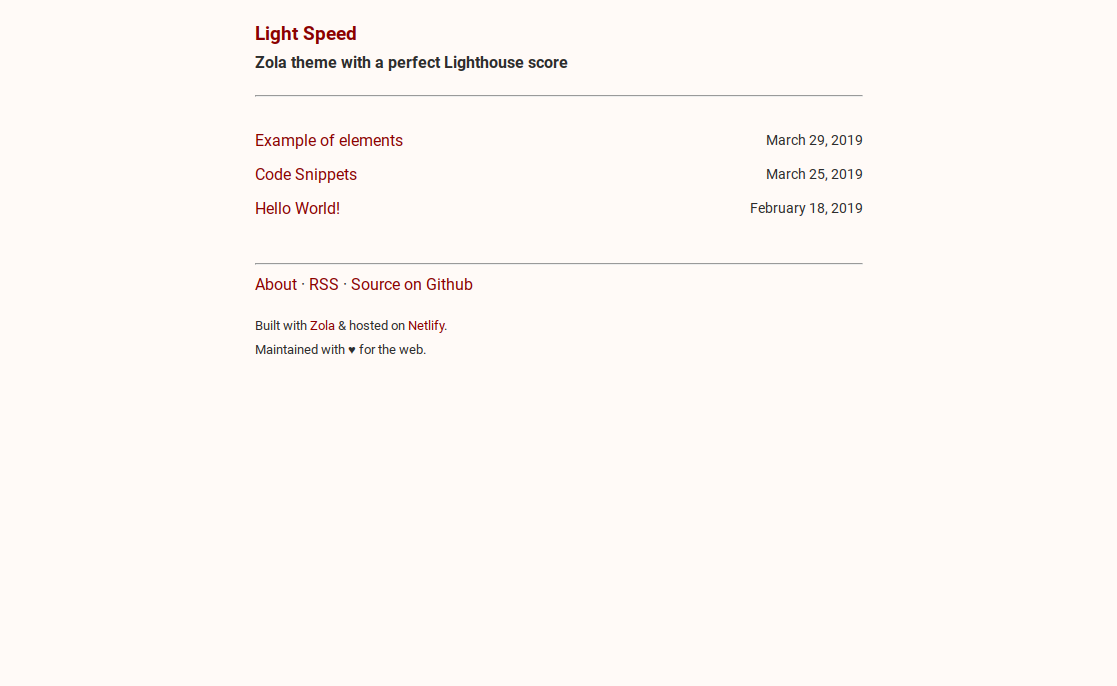 Light Speed
Zola theme with a perfect Lighthouse score
Example of elements March 29, 2019
Code Snippets March 25, 2019
Hello World! February 18, 2019
About · RSS · Source on Github
Built with Zola & hosted on Netlify.
Maintained with ♥ for the web.